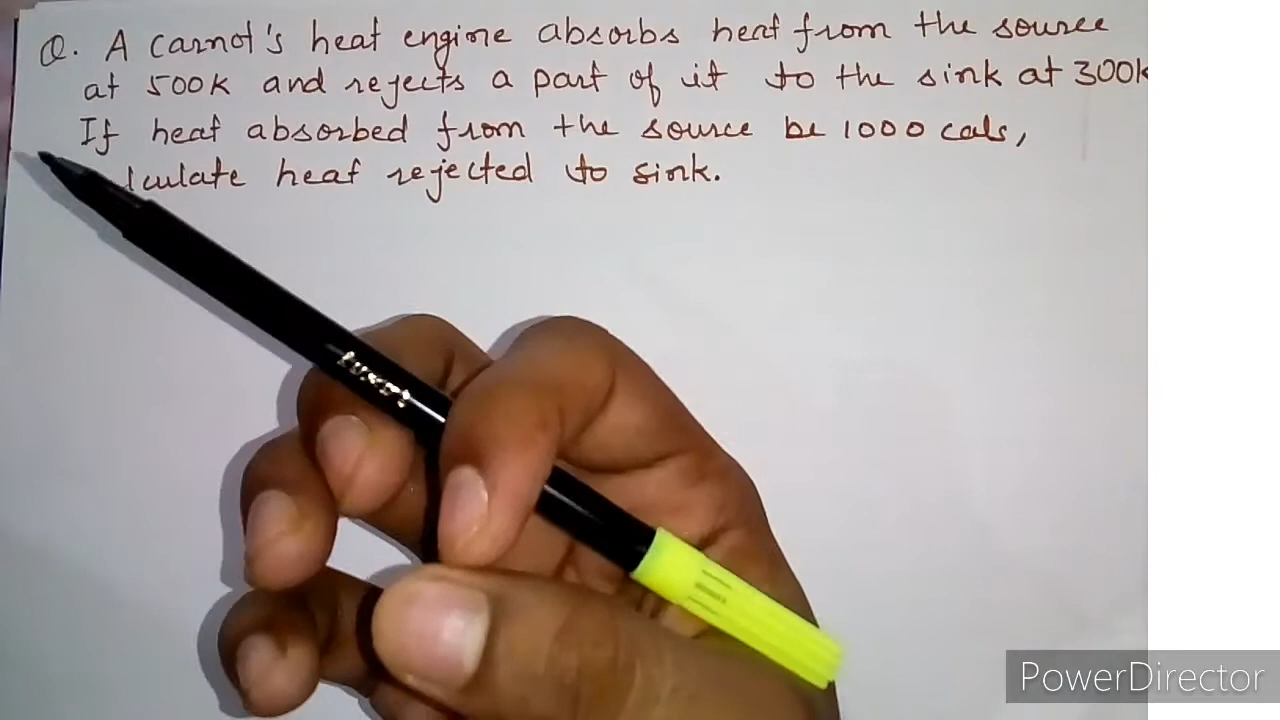 Q. A Carnot's heat engine absorbs heat from the source
at 500K and rejects a part of it to the sink at 300K
If heat absorbed from the source be 1000 cals,
lculate heat rejected to sink.
Luxor
PowerDirector